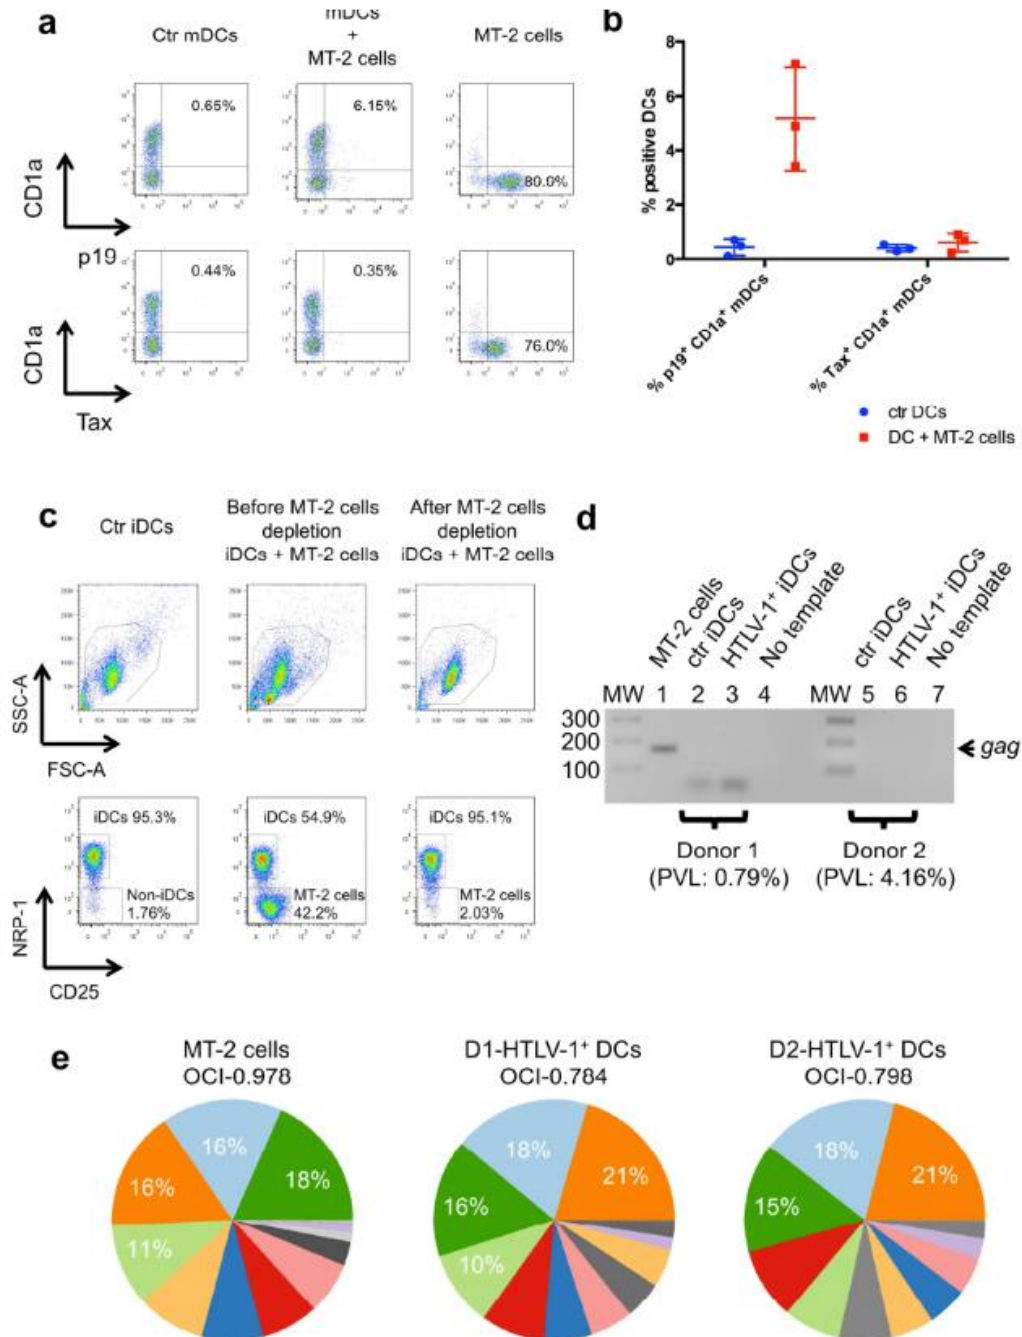 a
Ctr mDCs
mDCs
+
MT-2 cells
MT-2 cells
0.65%
6.15%
80.0%
CD1a
p19
0.44%
0.35%
76.0%
CD1a
Tax
b
8
6
4
2
0
% positive DCs
% p19+ CD1a+ mDCs
% Tax+ CD1a+ mDCs
ctr DCs
DC + MT-2 cells
c
Ctr iDCs
Before MT-2 cells
depletion
iDCs + MT-2 cells
After MT-2 cells
depletion
iDCs + MT-2 cells
SSC-A
FSC-A
iDCs 95.3%
Non-iDCs
1.76%
iDCs 54.9%
MT-2 cells
42.2%
iDCs 95.1%
MT-2 cells
2.03%
NRP-1
CD25
d
MT-2 cells
ctr iDCs
HTLV-1+ iDCs
No template
ctr iDCs
HTLV-1+ iDCs
No template
MW 1 2 3 4 MW 5 6 7
300
200
100
gag
Donor 1
(PVL: 0.79%)
Donor 2
(PVL: 4.16%)
e
MT-2 cells
OCI-0.978
16%
18%
16%
11%
D1-HTLV-1+ DCs
OCI-0.784
18%
21%
16%
10%
D2-HTLV-1+ DCs
OCI-0.798
18%
21%
15%